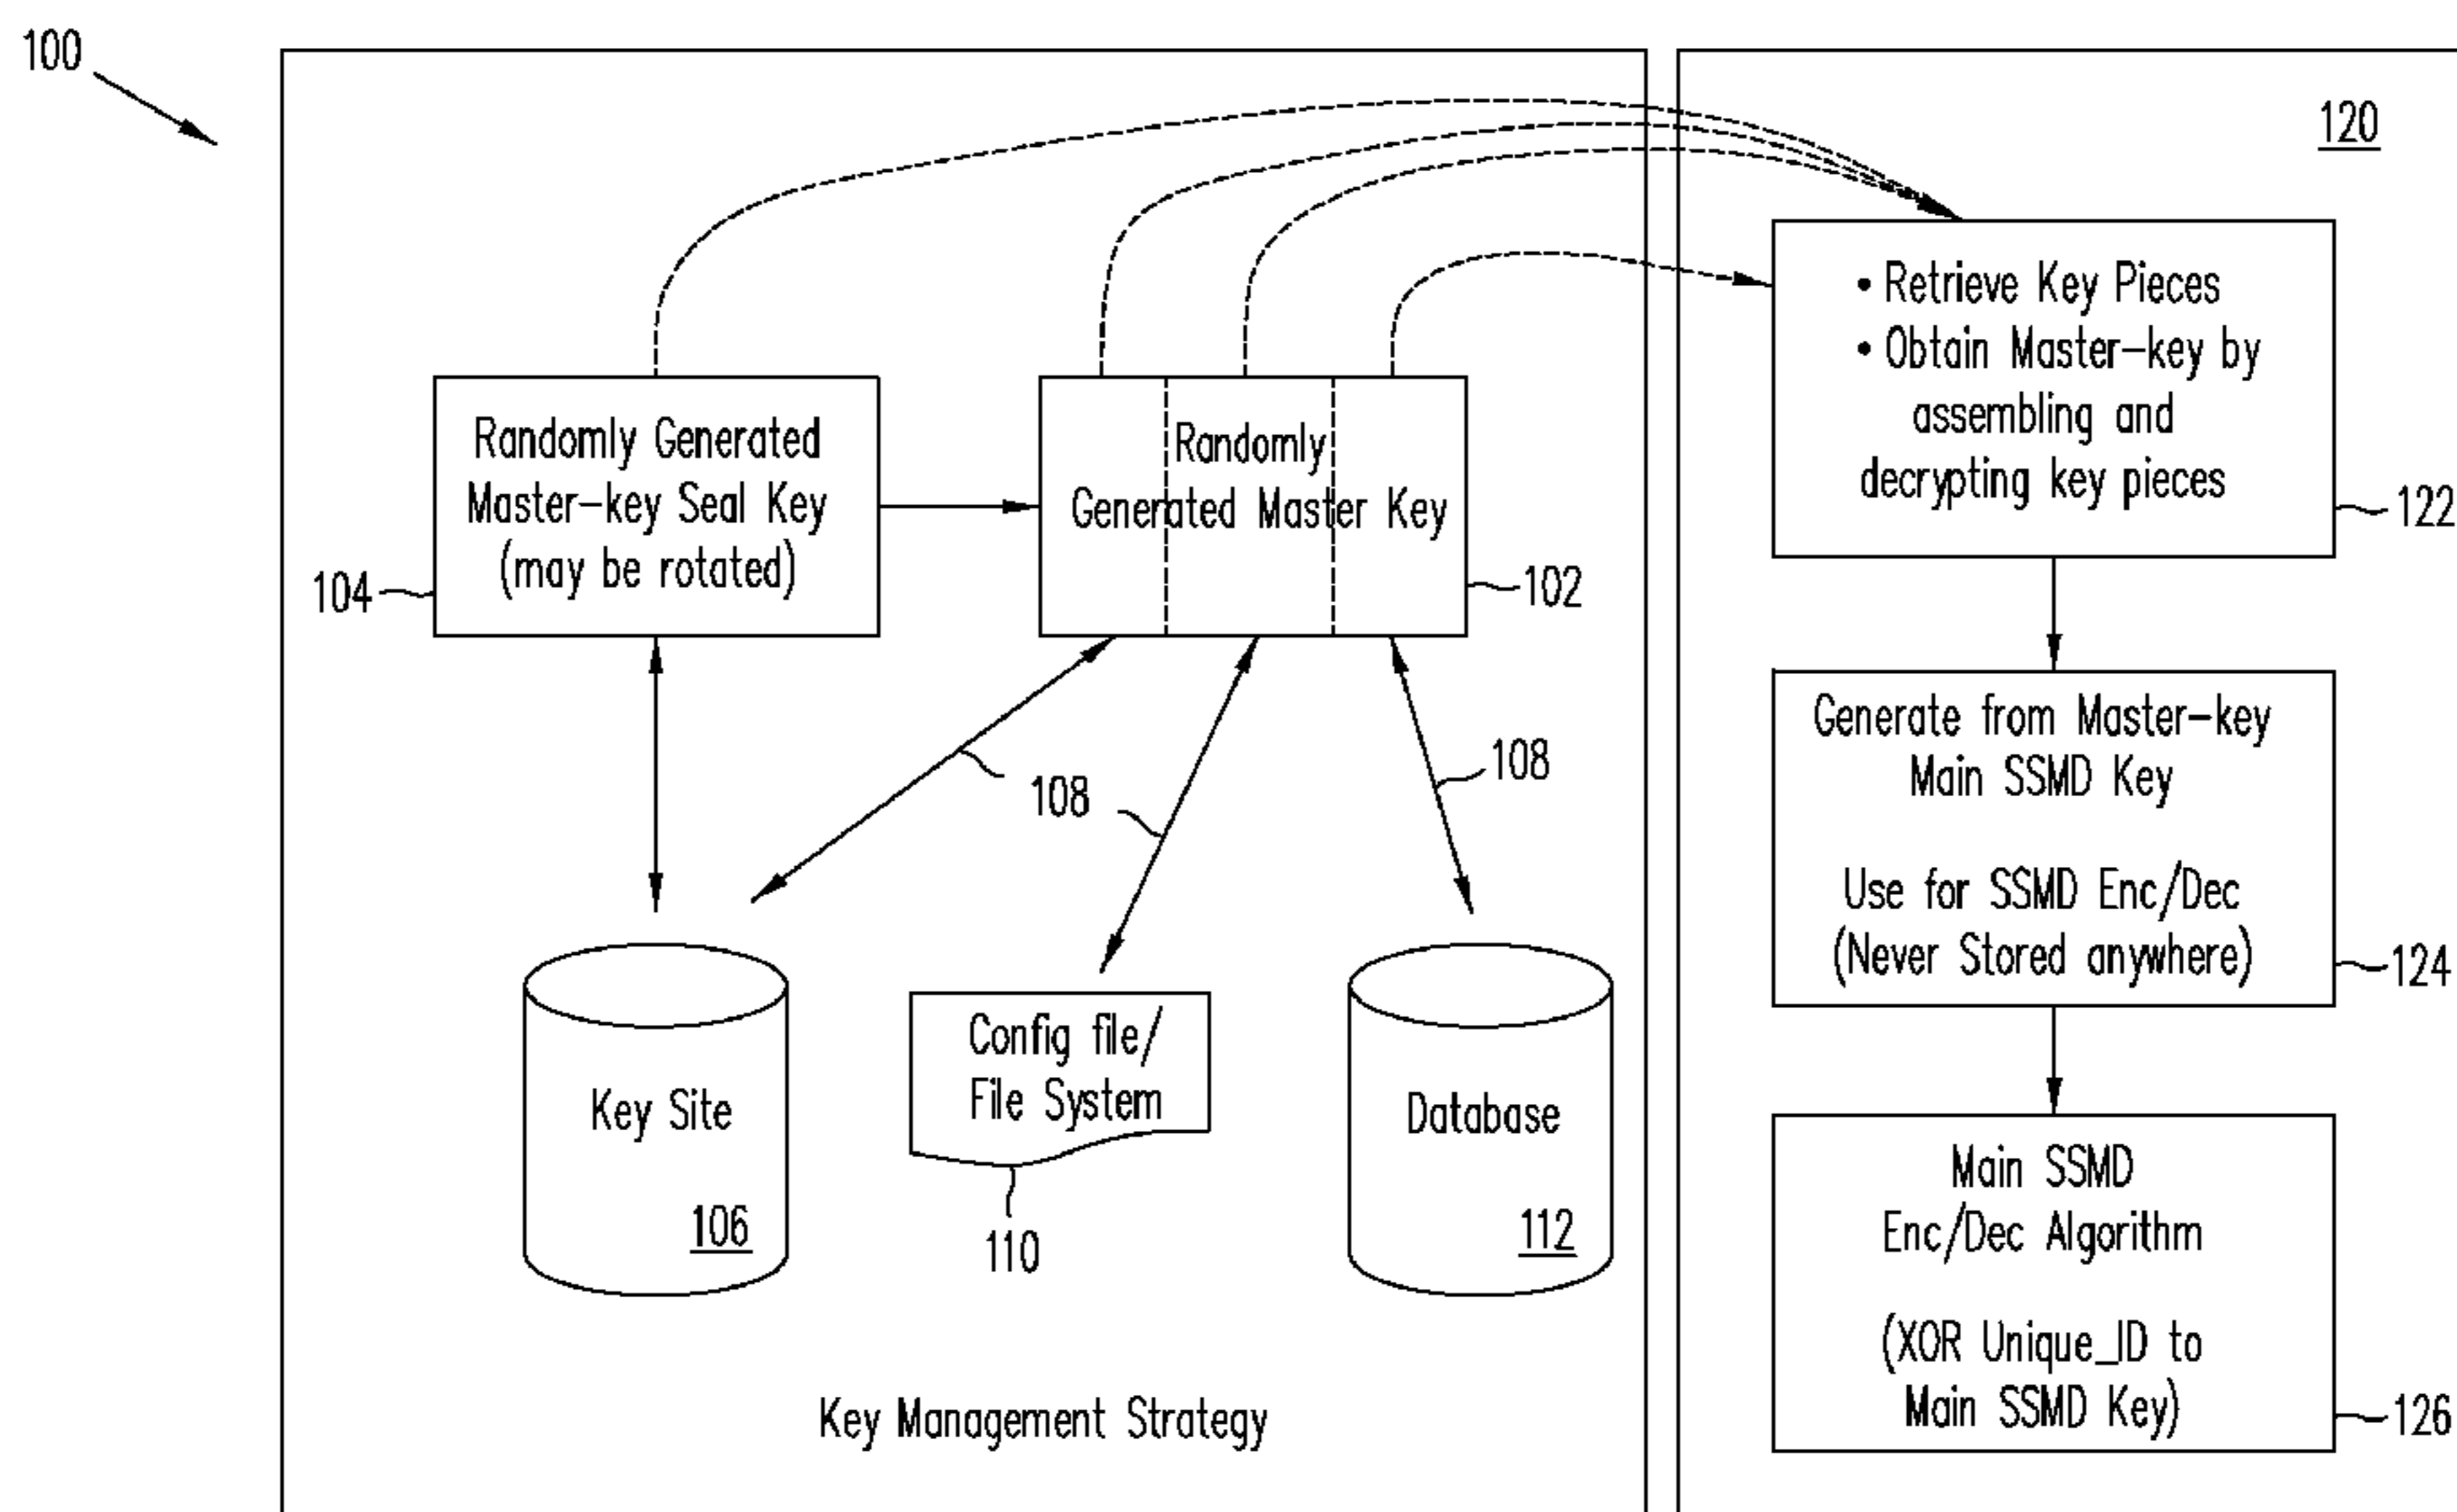 100
120
Randomly Generated
Master-key Seal Key
(may be rotated)
104
Randomly
Generated Master Key
102
108
108
Key Site
106
Config file/
File System
110
Database
112
Key Management Strategy
• Retrieve Key Pieces
• Obtain Master-key by
assembling and
decrypting key pieces
122
Generate from Master-key
Main SSMD Key
Use for SSMD Enc/Dec
(Never Stored anywhere)
124
Main SSMD
Enc/Dec Algorithm
(XOR Unique_ID to
Main SSMD Key)
126